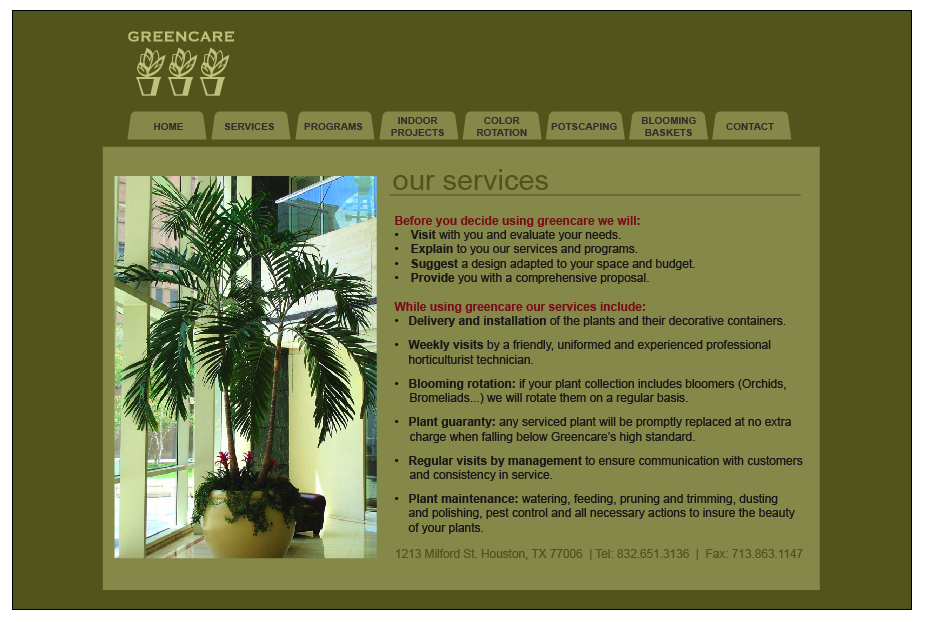 GREENCARE
HOME
SERVICES
PROGRAMS
INDOOR
PROJECTS
COLOR
ROTATION
POTSCAPING
BLOOMING
BASKETS
CONTACT
our services
Before you decide using greencare we will:
• Visit with you and evaluate your needs.
• Explain to you our services and programs.
• Suggest a design adapted to your space and budget.
• Provide you with a comprehensive proposal.
While using greencare our services include:
• Delivery and installation of the plants and their decorative containers.
• Weekly visits by a friendly, uniformed and experienced professional
horticulturist technician.
• Blooming rotation: if your plant collection includes bloomers (Orchids,
Bromeliads...) we will rotate them on a regular basis.
• Plant guaranty: any serviced plant will be promptly replaced at no extra
charge when falling below Greencare's high standard.
• Regular visits by management to ensure communication with customers
and consistency in service.
• Plant maintenance: watering, feeding, pruning and trimming, dusting
and polishing, pest control and all necessary actions to insure the beauty
of your plants.
1213 Milford St. Houston, TX 77006 | Tel: 832.651.3136 | Fax: 713.863.1147